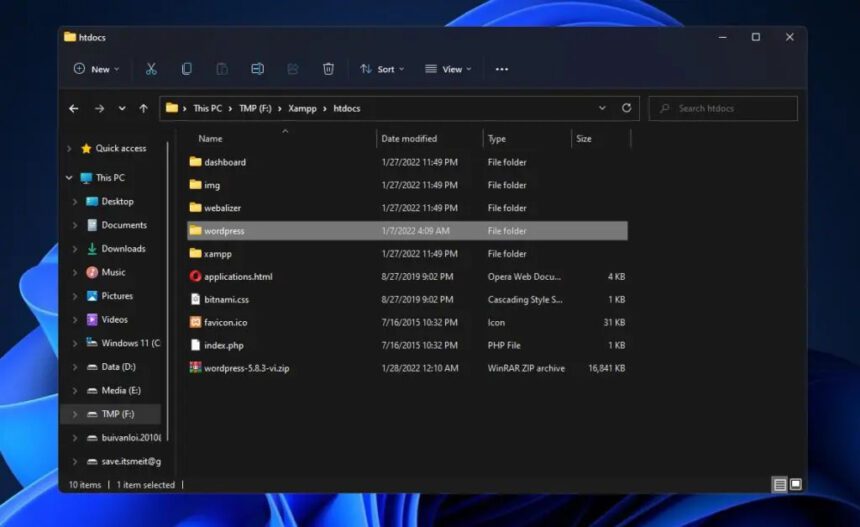 htdocs
New
Sort
View
This PC
TMP (F:)
Xampp
htdocs
Search htdocs
Name Date modified Type Size
Quick access
This PC
Desktop
Documents
Downloads
Music
Pictures
Videos
Windows 11 (C
Data (D:)
Media (E:)
TMP (F:)
buivanloi.2010
save.itsmeit@g
dashboard 1/27/2022 11:49 PM File folder
img 1/27/2022 11:49 PM File folder
webalizer 1/27/2022 11:49 PM File folder
wordpress 1/7/2022 4:09 AM File folder
xampp 1/27/2022 11:49 PM File folder
applications.html 8/27/2019 9:02 PM Opera Web Docu... 4 KB
bitnami.css 8/27/2019 9:02 PM Cascading Style S... 1 KB
favicon.ico 7/16/2015 10:32 PM Icon 31 KB
index.php 7/16/2015 10:32 PM PHP File 1 KB
wordpress-5.8.3-vi.zip 1/28/2022 12:10 AM WinRAR ZIP archive 16,841 KB
10 items 1 item selected